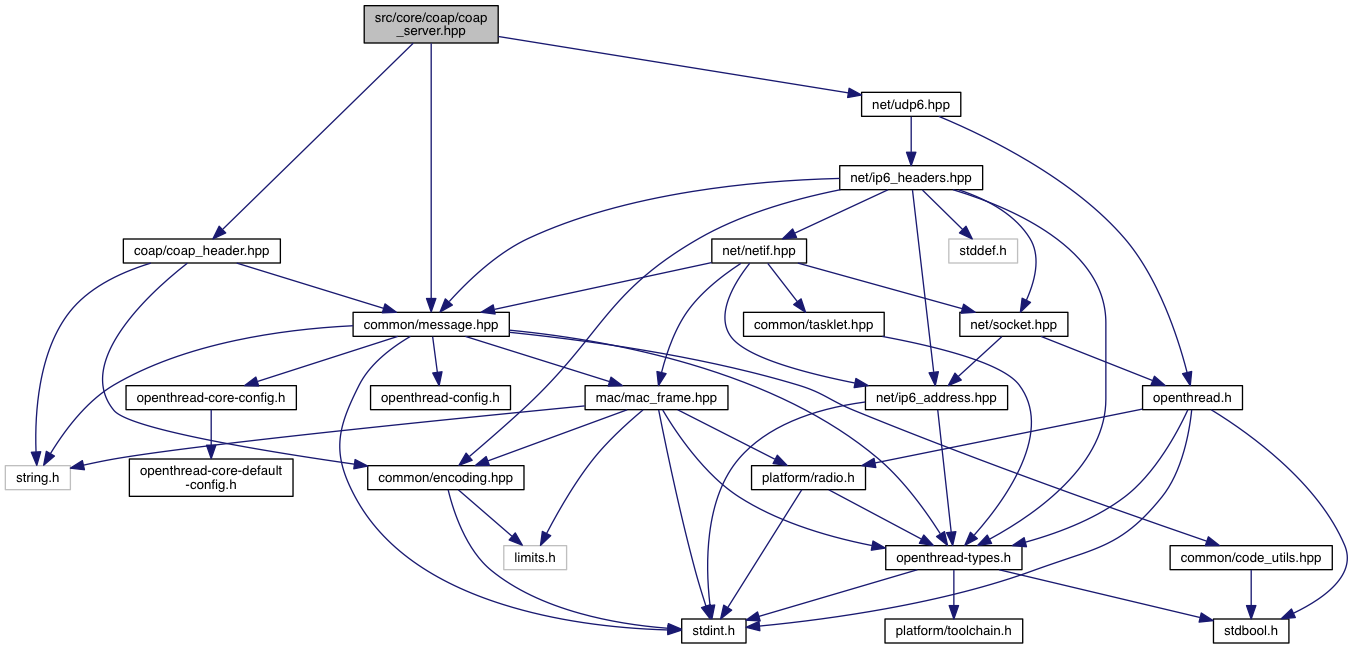 src/core/coap/coap
_server.hpp
net/udp6.hpp
net/ip6_headers.hpp
coap/coap_header.hpp
net/netif.hpp
stddef.h
common/message.hpp
common/tasklet.hpp
net/socket.hpp
openthread-core-config.h
openthread-config.h
mac/mac_frame.hpp
net/ip6_address.hpp
openthread.h
string.h
openthread-core-default
-config.h
common/encoding.hpp
platform/radio.h
limits.h
openthread-types.h
common/code_utils.hpp
stdint.h
platform/toolchain.h
stdbool.h